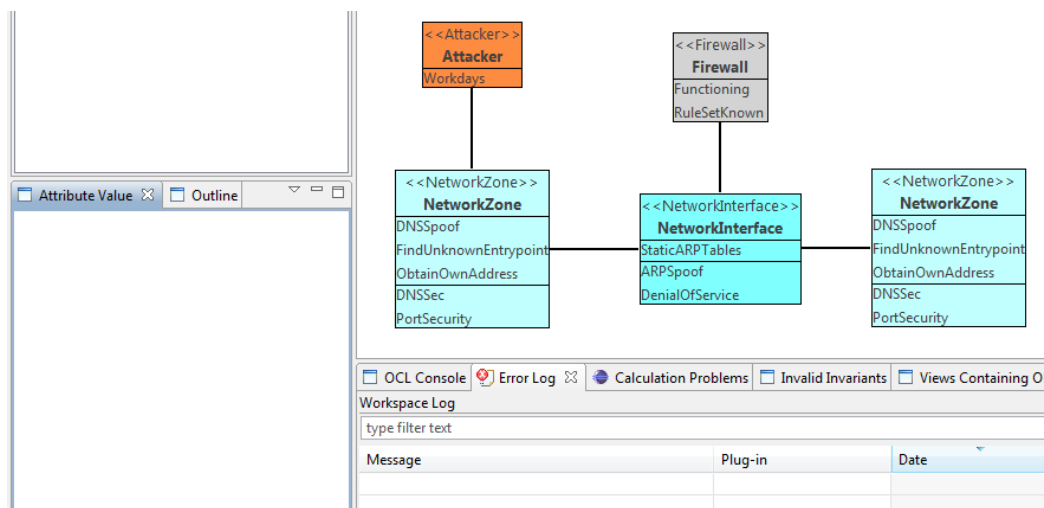 <<Attacker>>
Attacker
Workdays
<<Firewall>>
Firewall
Functioning
RuleSetKnown
<<NetworkZone>>
NetworkZone
DNSSpoof
FindUnknownEntrypoint
ObtainOwnAddress
DNSSec
PortSecurity
<<NetworkInterface>>
NetworkInterface
StaticARPTables
ARPSpoof
DenialOfService
<<NetworkZone>>
NetworkZone
DNSSpoof
FindUnknownEntrypoint
ObtainOwnAddress
DNSSec
PortSecurity
Attribute Value Outline
OCL Console Error Log Calculation Problems Invalid Invariants Views Containing O
Workspace Log
type filter text
Message Plug-in Date